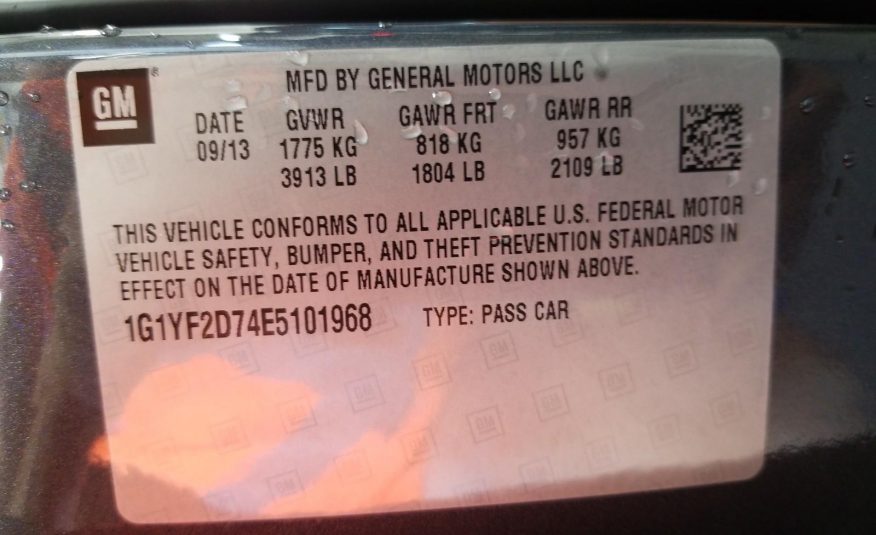 GM® MFD BY GENERAL MOTORS LLC
DATE GVWR GAWR FRT GAWR RR
09/13 1775 KG 818 KG 957 KG
3913 LB 1804 LB 2109 LB
THIS VEHICLE CONFORMS TO ALL APPLICABLE U.S. FEDERAL MOTOR
VEHICLE SAFETY, BUMPER, AND THEFT PREVENTION STANDARDS IN
EFFECT ON THE DATE OF MANUFACTURE SHOWN ABOVE.
1G1YF2D74E5101968 TYPE: PASS CAR